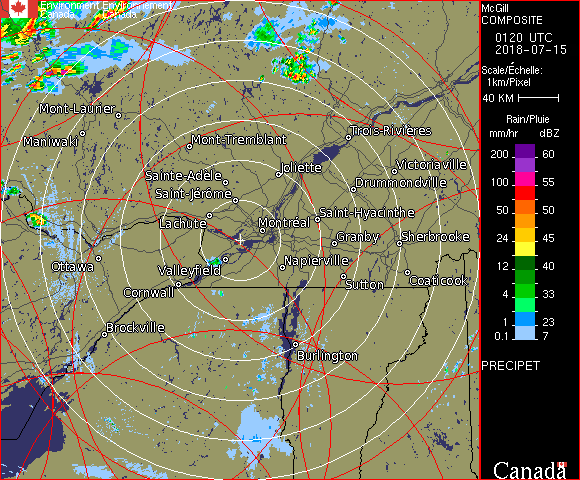 Environment Environnement
Canada Canada
McGill
COMPOSITE
0120 UTC
2018-07-15
Scale/Échelle:
1km/Pixel
40 KM
Rain/Pluie
mm/hr dBZ
200 60
150 57
100 55
50 50
24 45
12 40
4 33
1 23
0.1 7
PRECIPET
Canada
Mont-Laurier
Maniwaki
Mont-Tremblant
Trois-Rivières
Joliette
Victoriaville
Sainte-Adèle
Drummondville
Saint-Jérôme
Lachute
Saint-Hyacinthe
Montréal
Granby
Sherbrooke
Ottawa
Valleyfield
Napierville
Cornwall
Sutton
Coaticook
Brockville
Burlington